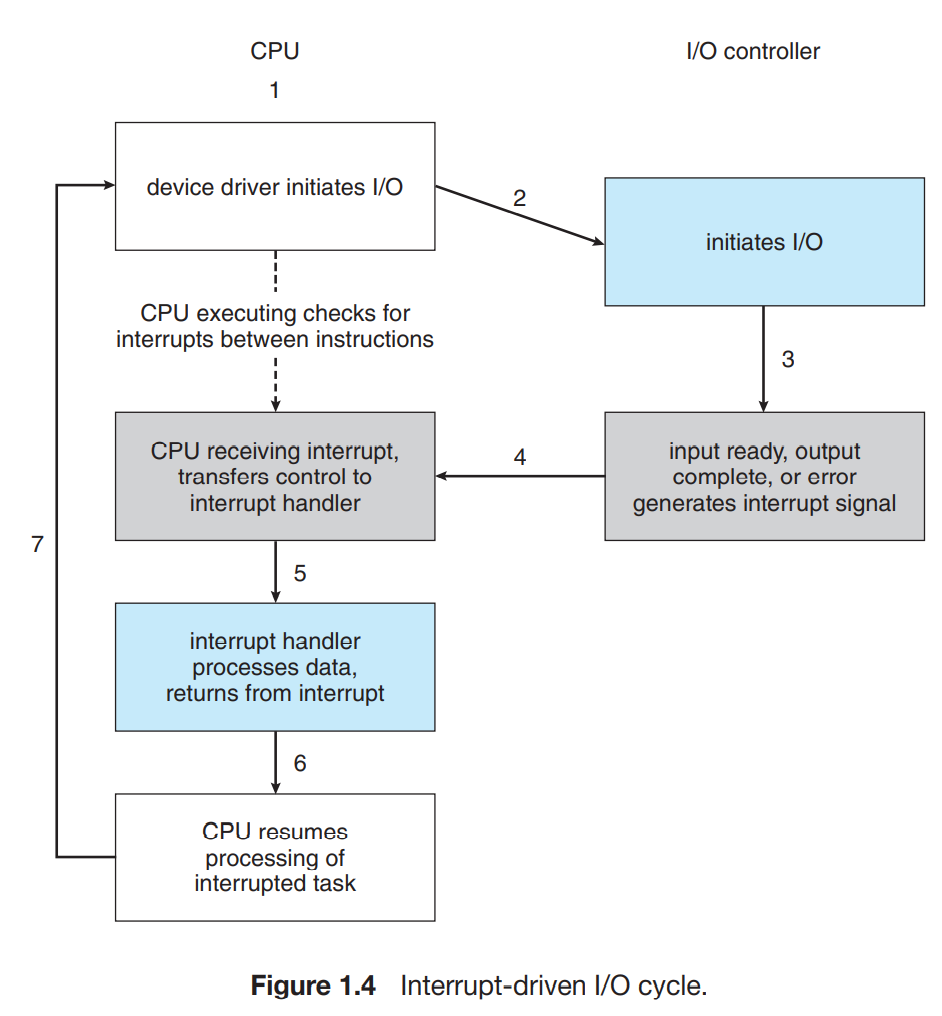 CPU
I/O controller
1
device driver initiates I/O
2
initiates I/O
CPU executing checks for
interrupts between instructions
3
CPU receiving interrupt,
transfers control to
interrupt handler
4
input ready, output
complete, or error
generates interrupt signal
7
5
interrupt handler
processes data,
returns from interrupt
6
CPU resumes
processing of
interrupted task
Figure 1.4 Interrupt-driven I/O cycle.